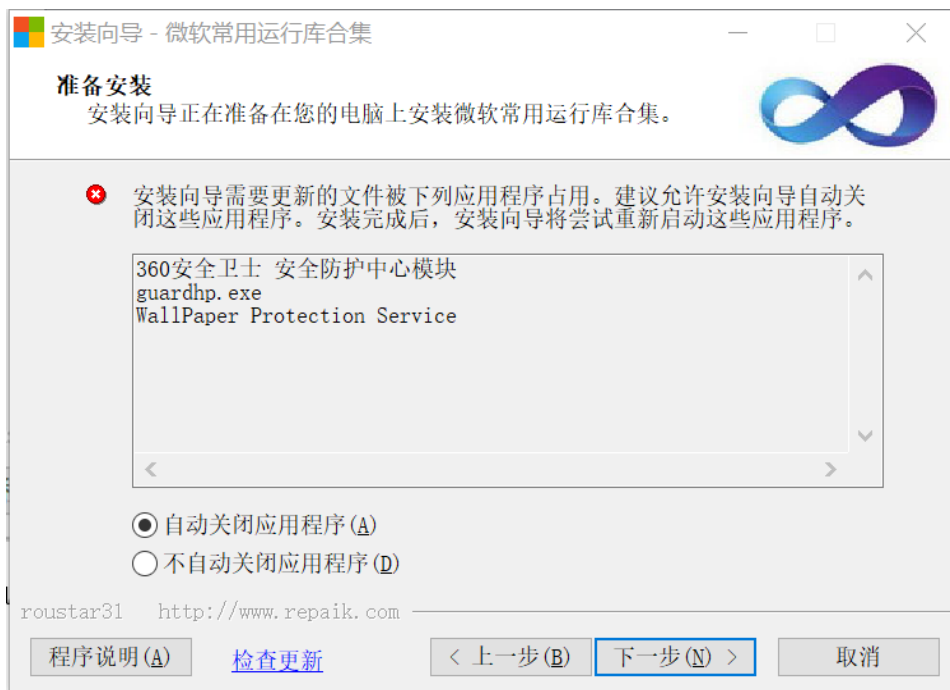 安装向导 - 微软常用运行库合集
准备安装
安装向导正在准备在您的电脑上安装微软常用运行库合集。
安装向导需要更新的文件被下列应用程序占用。建议允许安装向导自动关
闭这些应用程序。安装完成后，安装向导将尝试重新启动这些应用程序。
360安全卫士 安全防护中心模块
guardhp.exe
WallPaper Protection Service
自动关闭应用程序(A)
不自动关闭应用程序(D)
roustar31 http://www.repaik.com
程序说明(A) 检查更新 < 上一步(B) 下一步(N) > 取消